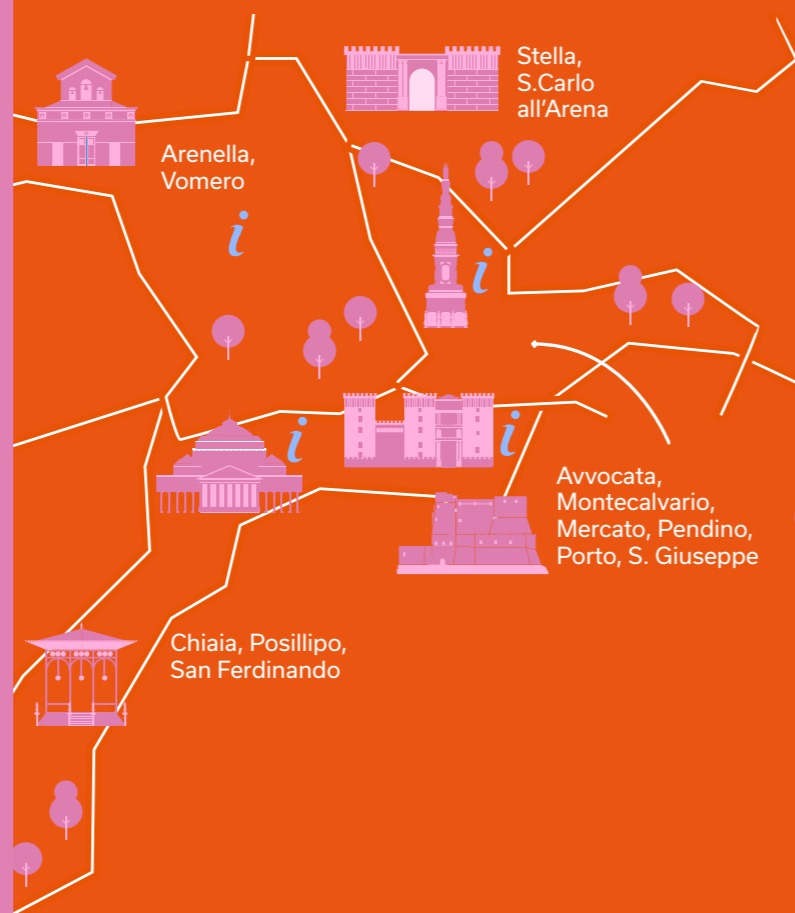 Stella,
S.Carlo
all'Arena
Arenella,
Vomero
i
i
i
i
Avvocata,
Montecalvario,
Mercato, Pendino,
Porto, S. Giuseppe
Chiaia, Posillipo,
San Ferdinando